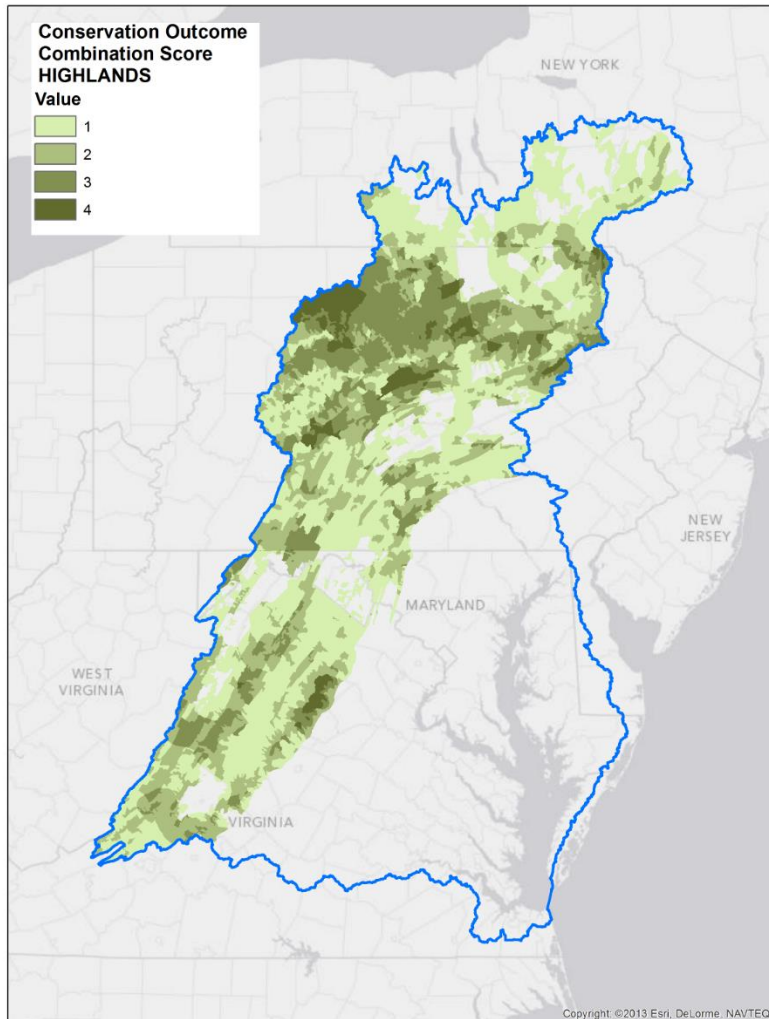 Conservation Outcome
Combination Score
HIGHLANDS
Value
1
2
3
4
NEW YORK
NEW
JERSEY
MARYLAND
WEST
VIRGINIA
VIRGINIA
Copyright: ©2013 Esri, DeLorme, NAVTEQ